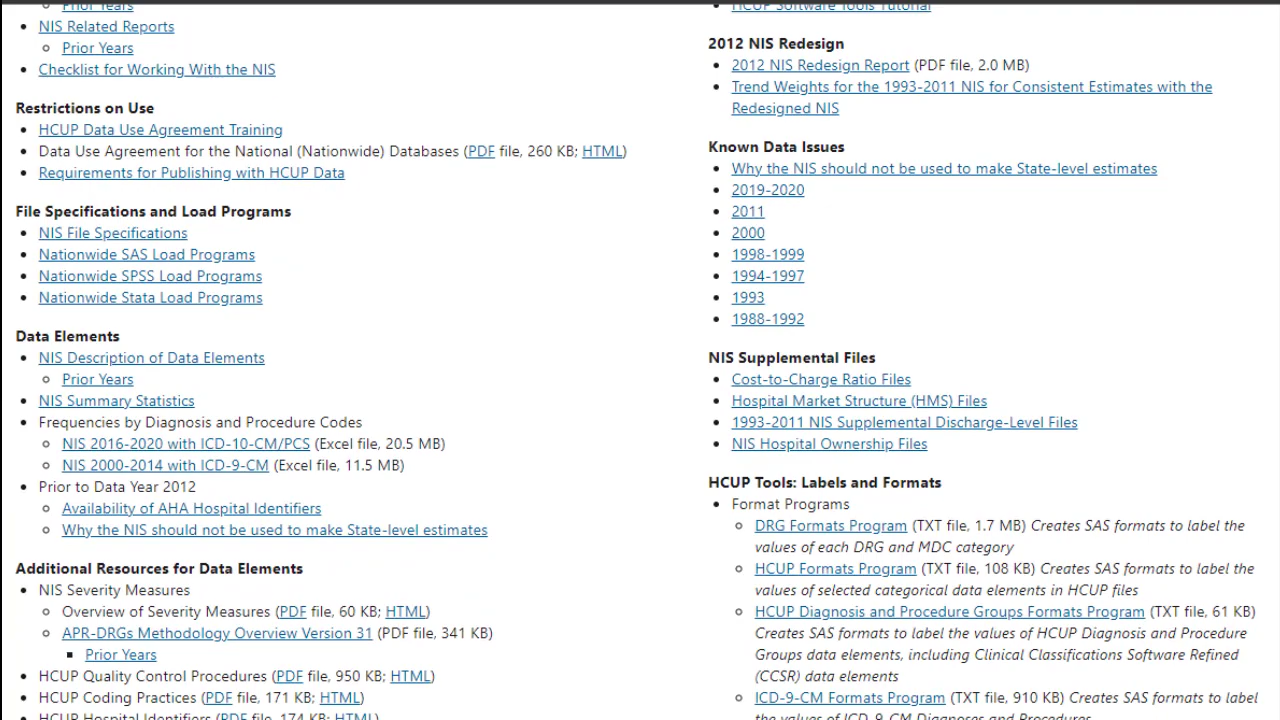 Prior Years
NIS Related Reports
Prior Years
Checklist for Working With the NIS
Restrictions on Use
HCUP Data Use Agreement Training
Data Use Agreement for the National (Nationwide) Databases (PDF file, 260 KB; HTML)
Requirements for Publishing with HCUP Data
File Specifications and Load Programs
NIS File Specifications
Nationwide SAS Load Programs
Nationwide SPSS Load Programs
Nationwide Stata Load Programs
Data Elements
NIS Description of Data Elements
Prior Years
NIS Summary Statistics
Frequencies by Diagnosis and Procedure Codes
NIS 2016-2020 with ICD-10-CM/PCS (Excel file, 20.5 MB)
NIS 2000-2014 with ICD-9-CM (Excel file, 11.5 MB)
Prior to Data Year 2012
Availability of AHA Hospital Identifiers
Why the NIS should not be used to make State-level estimates
Additional Resources for Data Elements
NIS Severity Measures
Overview of Severity Measures (PDF file, 60 KB; HTML)
APR-DRGs Methodology Overview Version 31 (PDF file, 341 KB)
Prior Years
HCUP Quality Control Procedures (PDF file, 950 KB; HTML)
HCUP Coding Practices (PDF file, 171 KB; HTML)
HCUP Hospital Identifiers (PDF file, 174 KB; HTML)
HCUP Software Tools Tutorial
2012 NIS Redesign
2012 NIS Redesign Report (PDF file, 2.0 MB)
Trend Weights for the 1993-2011 NIS for Consistent Estimates with the
Redesigned NIS
Known Data Issues
Why the NIS should not be used to make State-level estimates
2019-2020
2011
2000
1998-1999
1994-1997
1993
1988-1992
NIS Supplemental Files
Cost-to-Charge Ratio Files
Hospital Market Structure (HMS) Files
1993-2011 NIS Supplemental Discharge-Level Files
NIS Hospital Ownership Files
HCUP Tools: Labels and Formats
Format Programs
DRG Formats Program (TXT file, 1.7 MB) Creates SAS formats to label the
values of each DRG and MDC category
HCUP Formats Program (TXT file, 108 KB) Creates SAS formats to label the
values of selected categorical data elements in HCUP files
HCUP Diagnosis and Procedure Groups Formats Program (TXT file, 61 KB)
Creates SAS formats to label the values of HCUP Diagnosis and Procedure
Groups data elements, including Clinical Classifications Software Refined
(CCSR) data elements
ICD-9-CM Formats Program (TXT file, 910 KB) Creates SAS formats to label
the values of ICD-9-CM Diagnoses and Procedures